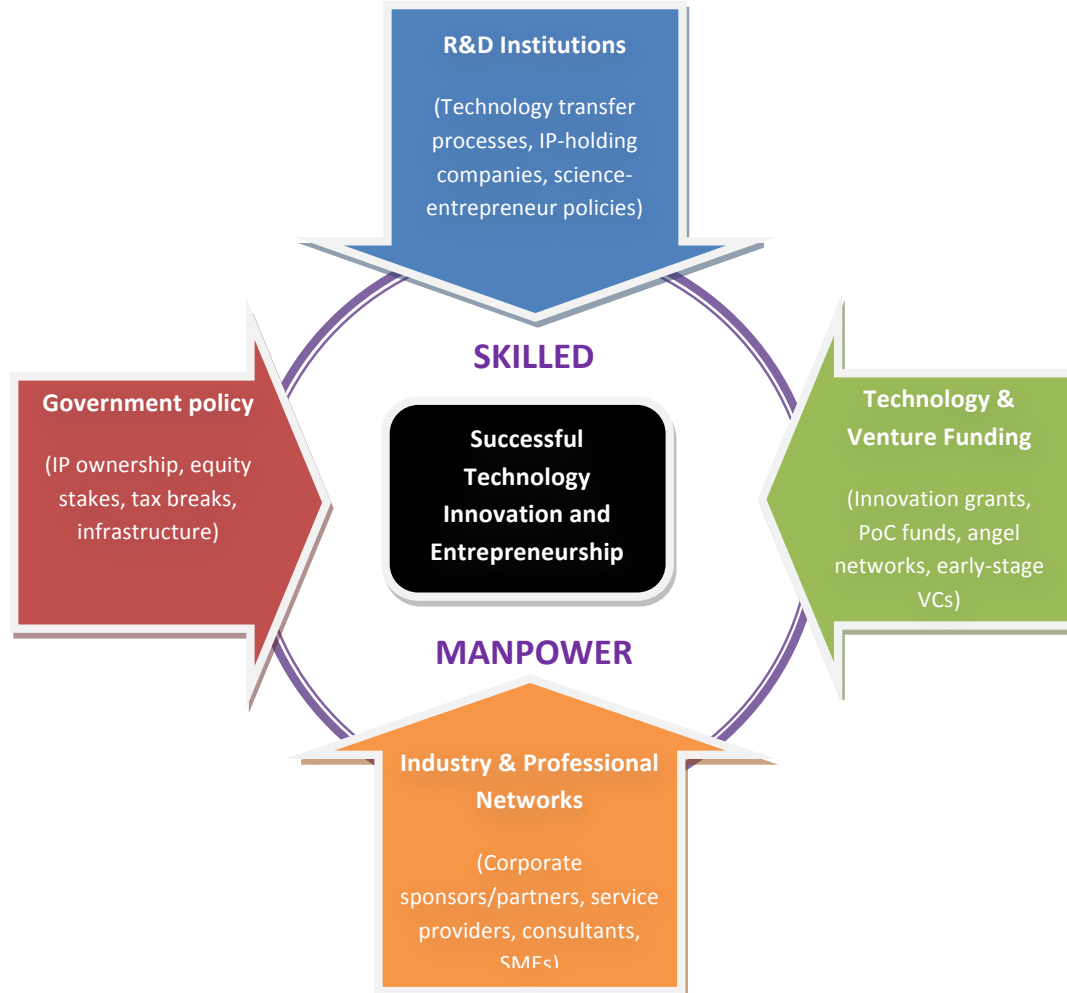 R&D Institutions
(Technology transfer
processes, IP-holding
companies, science-
entrepreneur policies)
SKILLED
Government policy
(IP ownership, equity
stakes, tax breaks,
infrastructure)
Successful
Technology
Innovation and
Entrepreneurship
Technology &
Venture Funding
(Innovation grants,
PoC funds, angel
networks, early-stage
VCs)
MANPOWER
Industry & Professional
Networks
(Corporate
sponsors/partners, service
providers, consultants,
SMEs)